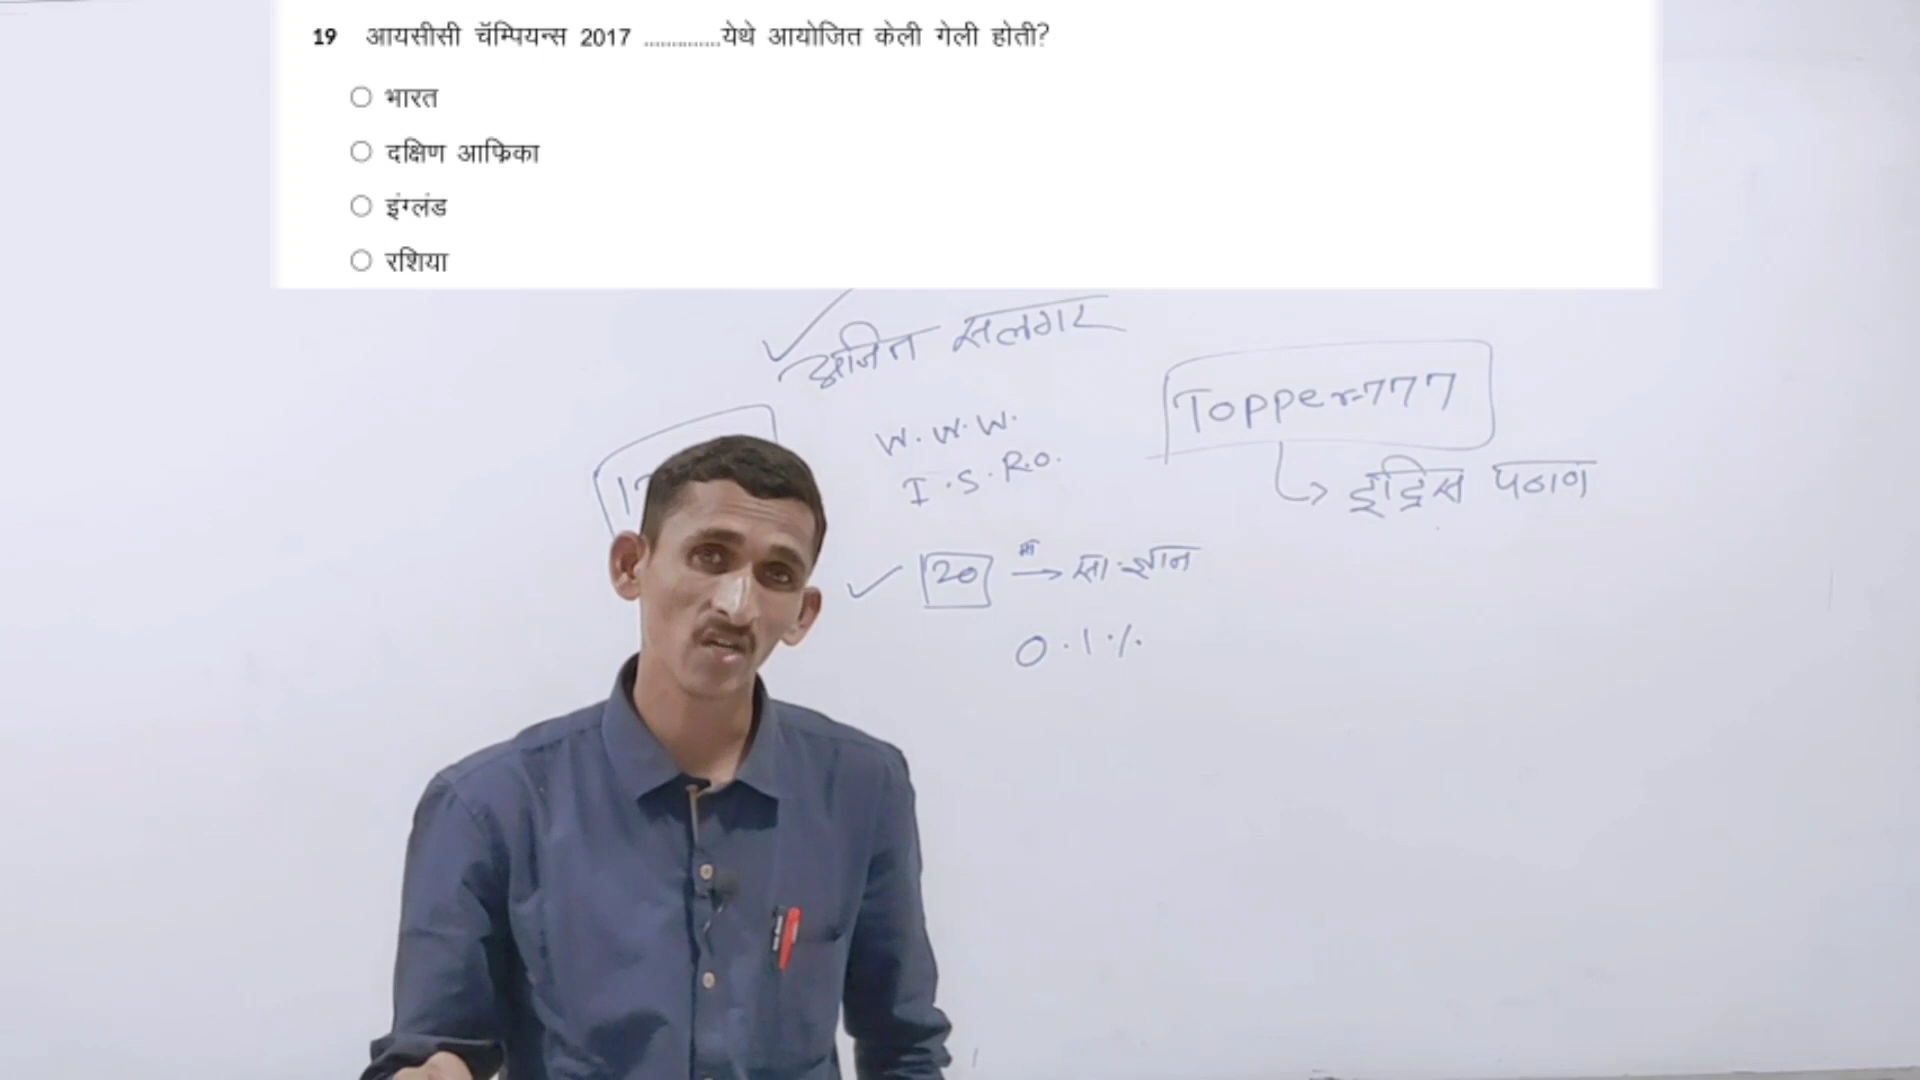 19 आयसीसी चॅम्पियन्स 2017 ...............येथे आयोजित केली गेली होती?
भारत
दक्षिण आफ्रिका
इंग्लंड
रशिया
अजित सलगर
Topper-777
W.W.W.
I.S.R.O.
इद्रिस पठाण
20 → सा.ज्ञान
0.1%